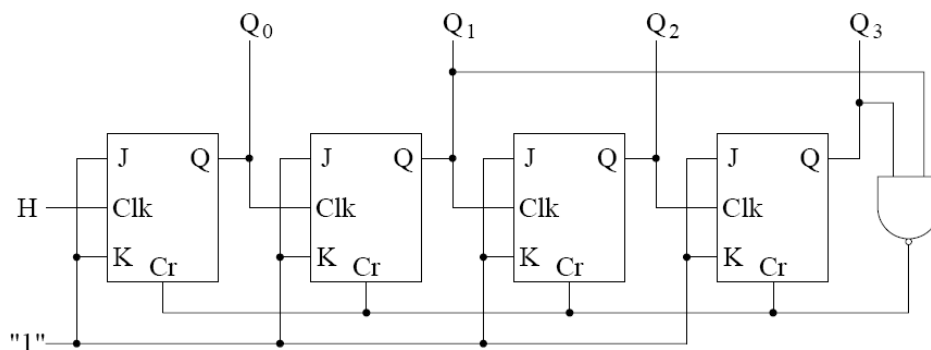 Q0 Q1 Q2 Q3
J Q J Q J Q J Q
H Clk Clk Clk Clk
K K K K
Cr Cr Cr Cr
"1"